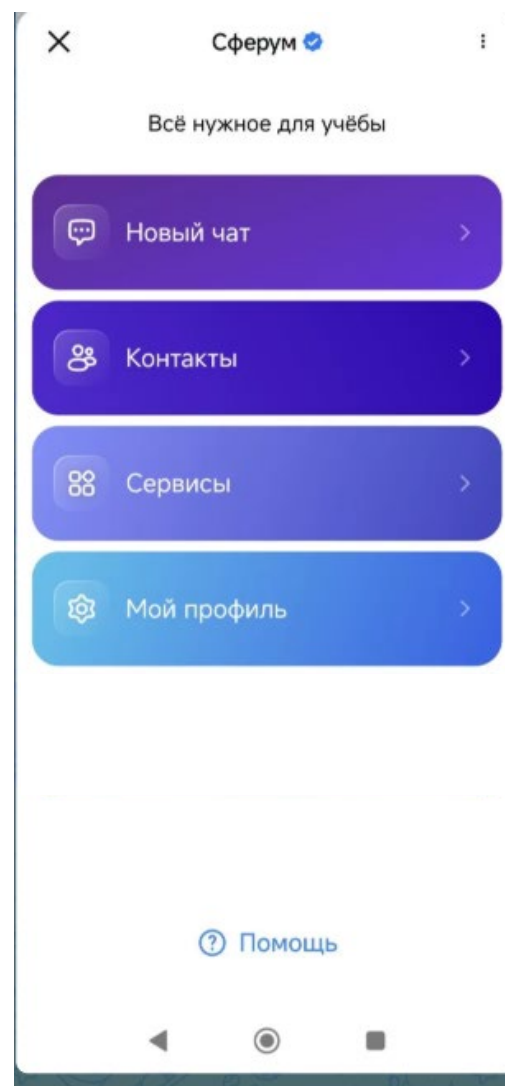 Сферум
Всё нужное для учёбы
Новый чат
Контакты
Сервисы
Мой профиль
Помощь